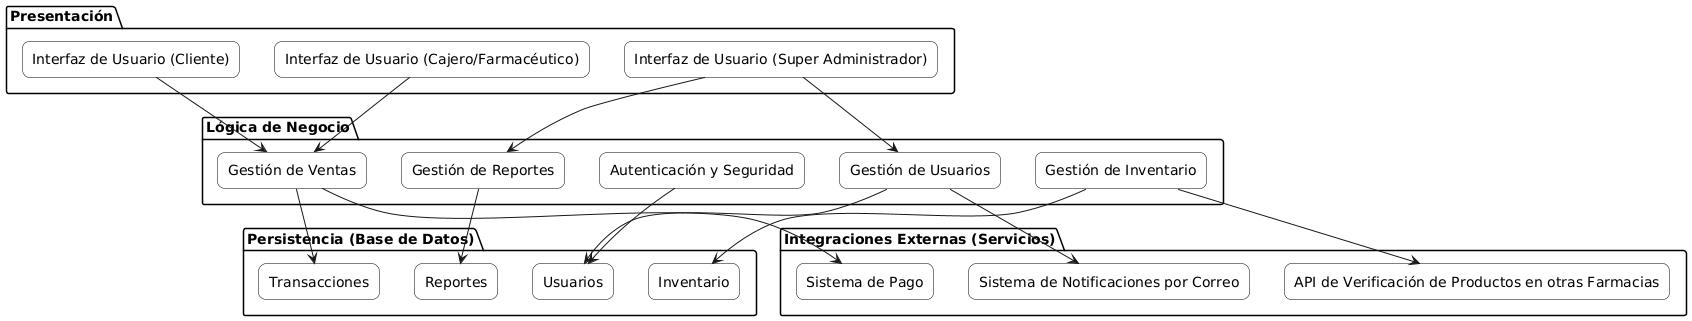 Presentación
Interfaz de Usuario (Cliente)
Interfaz de Usuario (Cajero/Farmacéutico)
Interfaz de Usuario (Super Administrador)
Lógica de Negocio
Gestión de Ventas
Gestión de Reportes
Autenticación y Seguridad
Gestión de Usuarios
Gestión de Inventario
Persistencia (Base de Datos)
Transacciones
Reportes
Usuarios
Inventario
Integraciones Externas (Servicios)
Sistema de Pago
Sistema de Notificaciones por Correo
API de Verificación de Productos en otras Farmacias